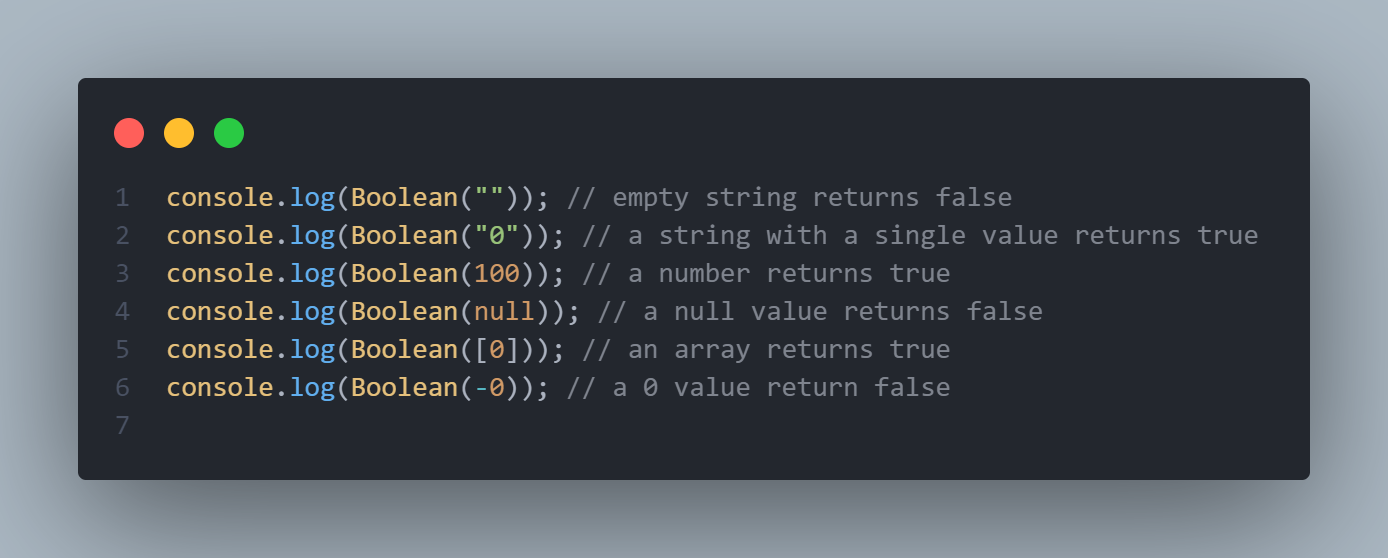 1 console.log(Boolean("")); // empty string returns false
2 console.log(Boolean("0")); // a string with a single value returns true
3 console.log(Boolean(100)); // a number returns true
4 console.log(Boolean(null)); // a null value returns false
5 console.log(Boolean([0])); // an array returns true
6 console.log(Boolean(-0)); // a 0 value return false
7